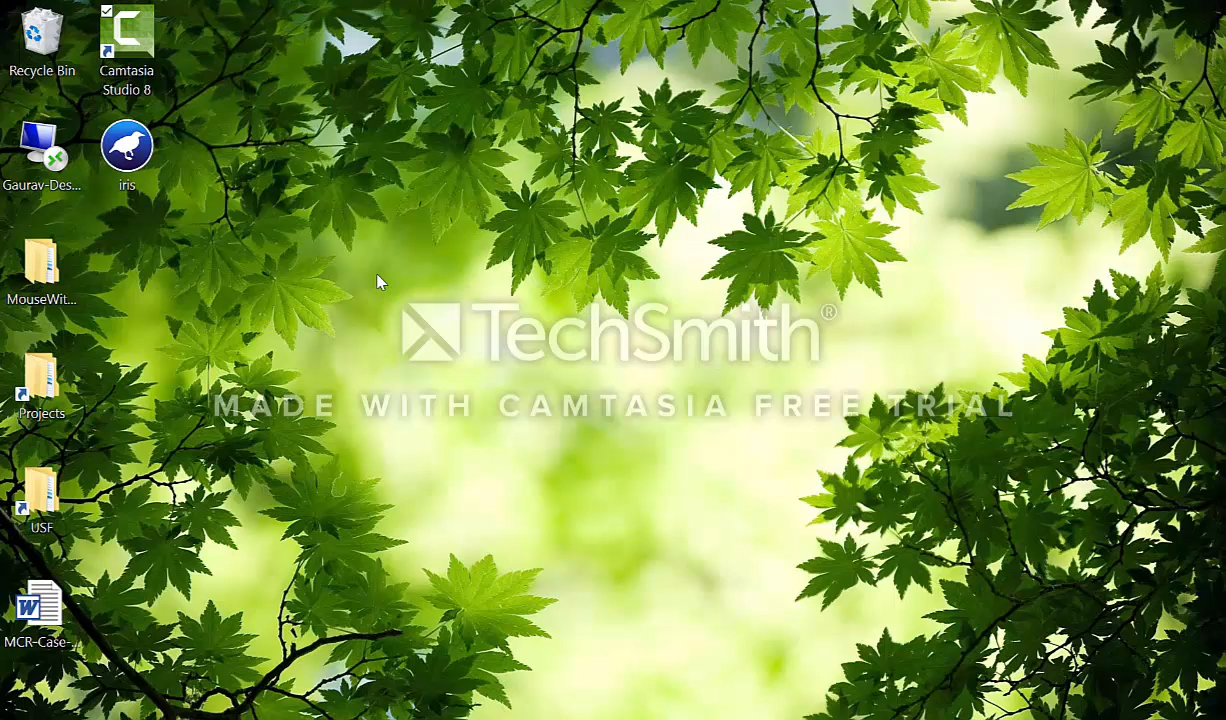 Recycle Bin
Camtasia
Studio 8
Gaurav-Des...
iris
MouseWit...
Projects
USF
W
MCR-Case-...
TechSmith®
MADE WITH CAMTASIA FREE TRIAL